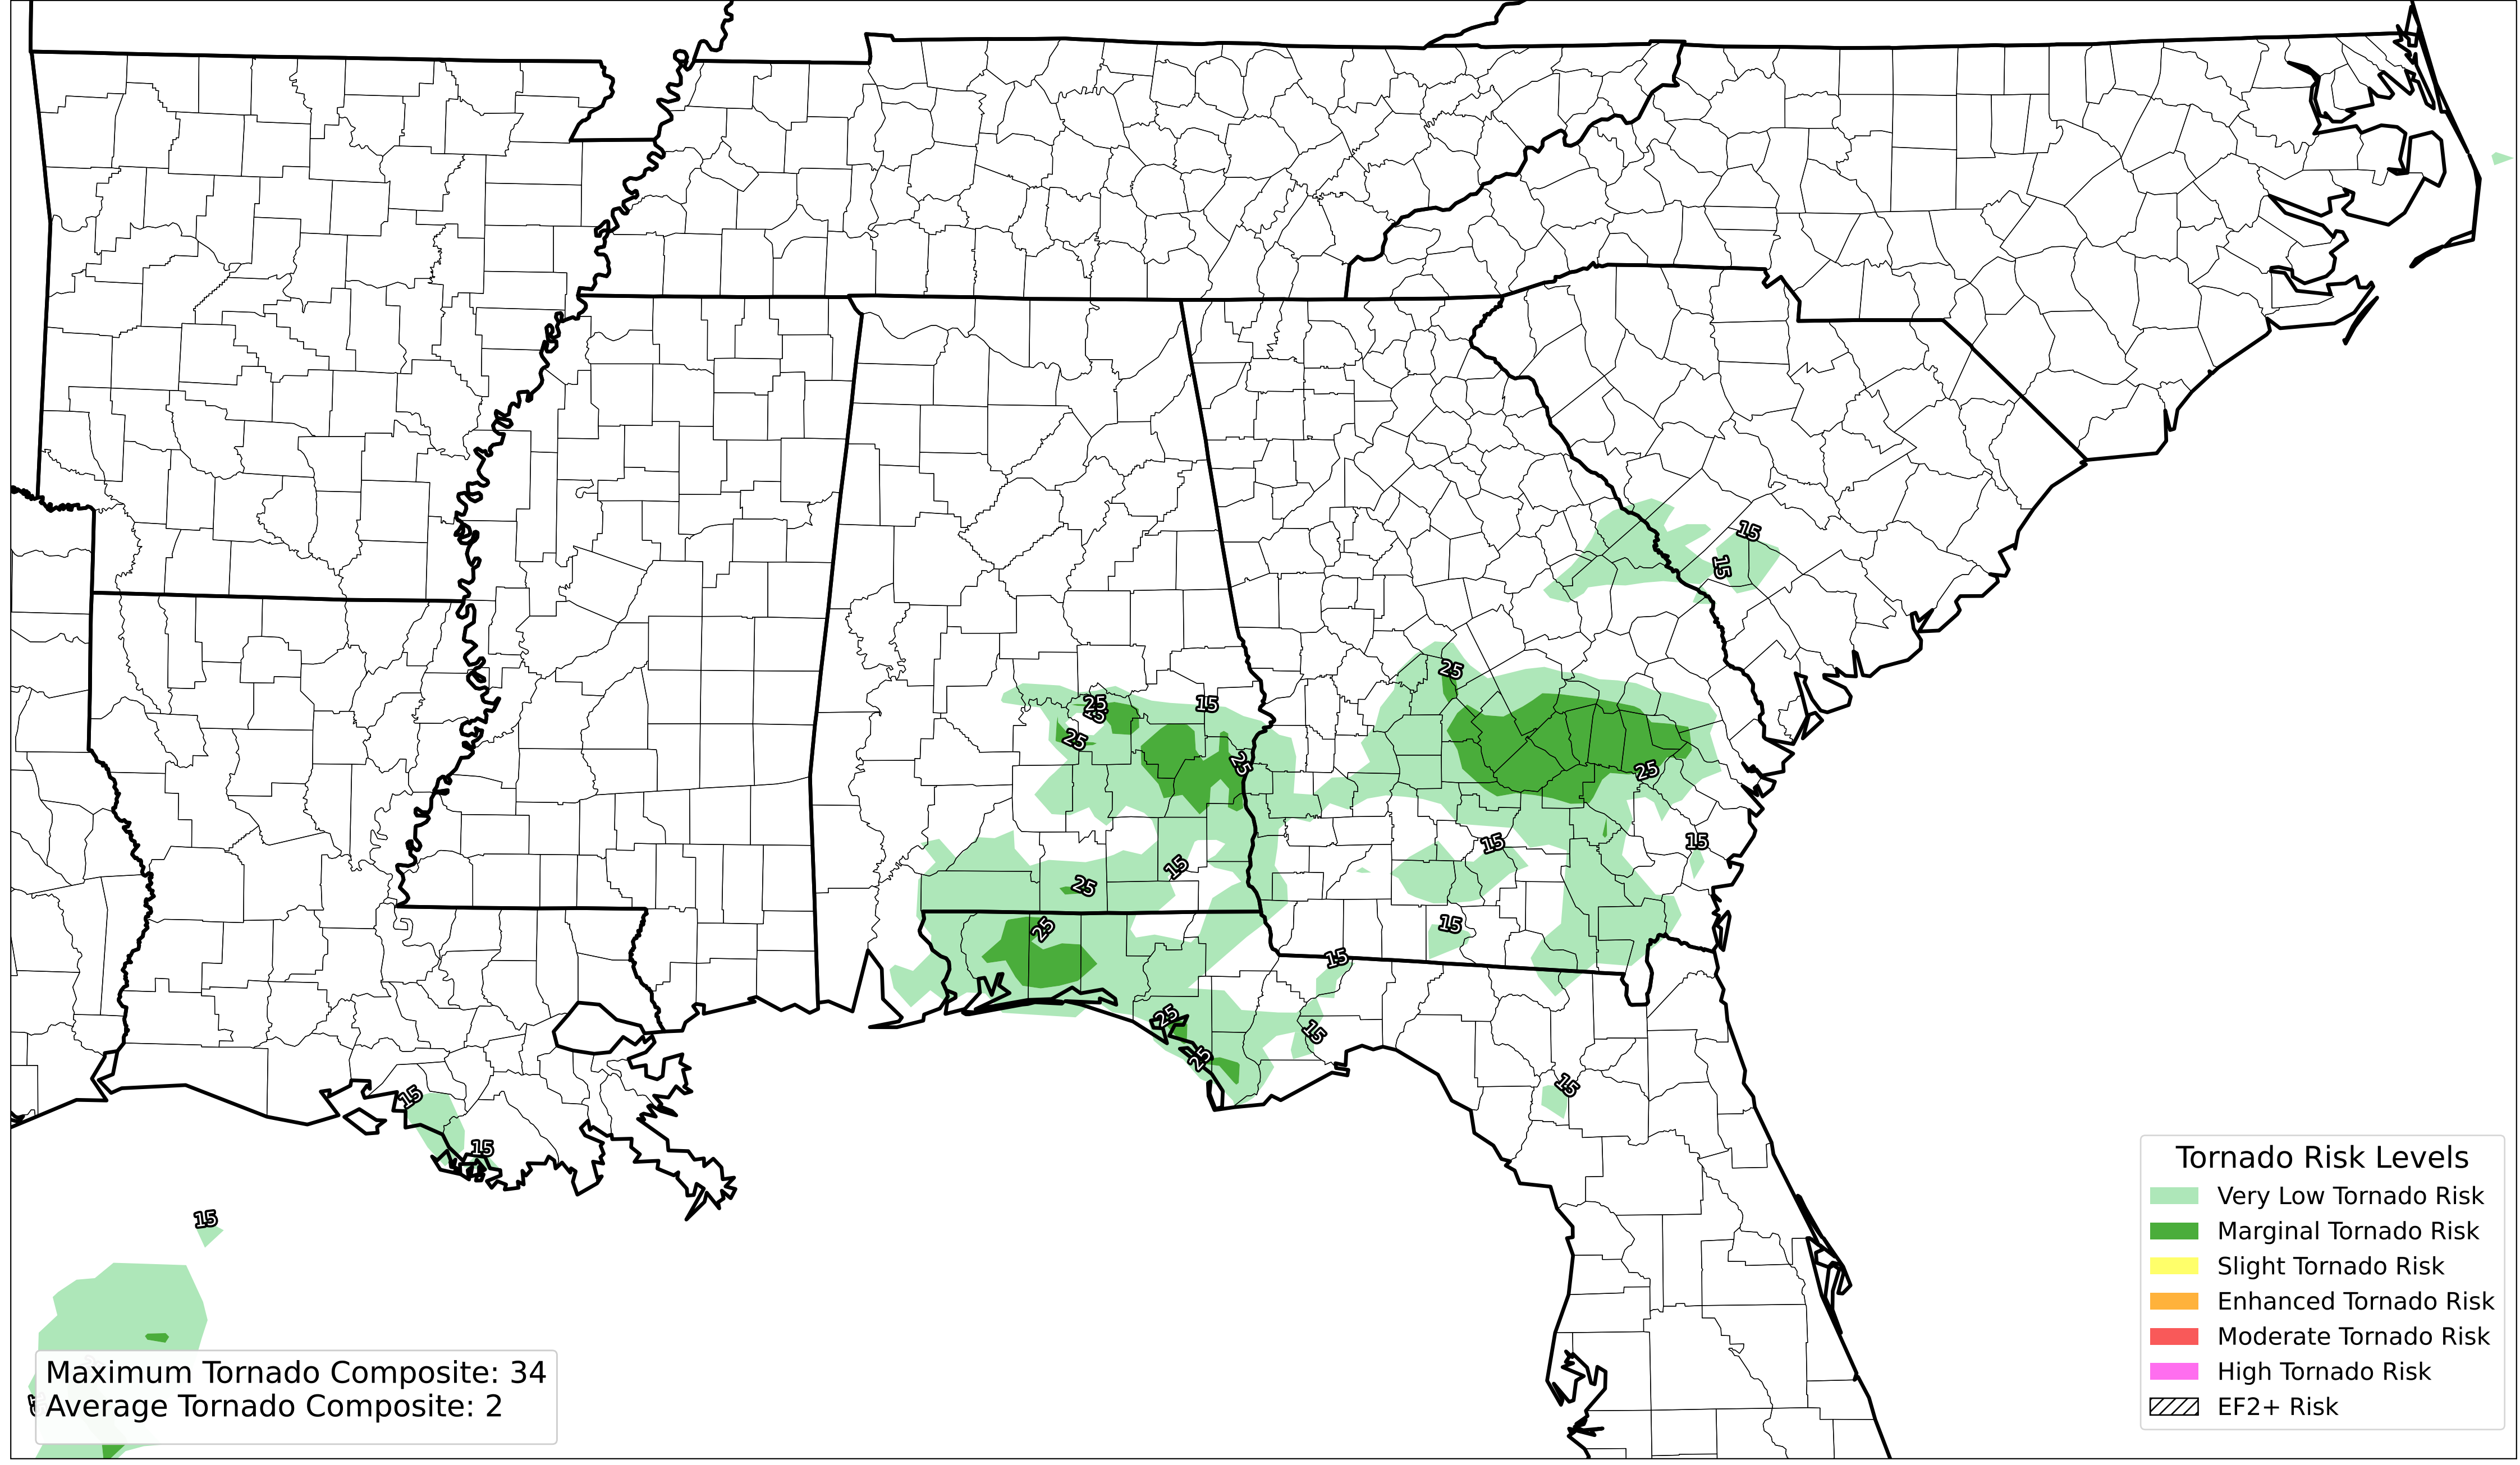 15
15
25
25
15
15
25
25
25
15
15
25
15
25
15
25
15
25
15
25
15
15
15
Tornado Risk Levels
Very Low Tornado Risk
Marginal Tornado Risk
Slight Tornado Risk
Enhanced Tornado Risk
Moderate Tornado Risk
High Tornado Risk
EF2+ Risk
Maximum Tornado Composite: 34
Average Tornado Composite: 2